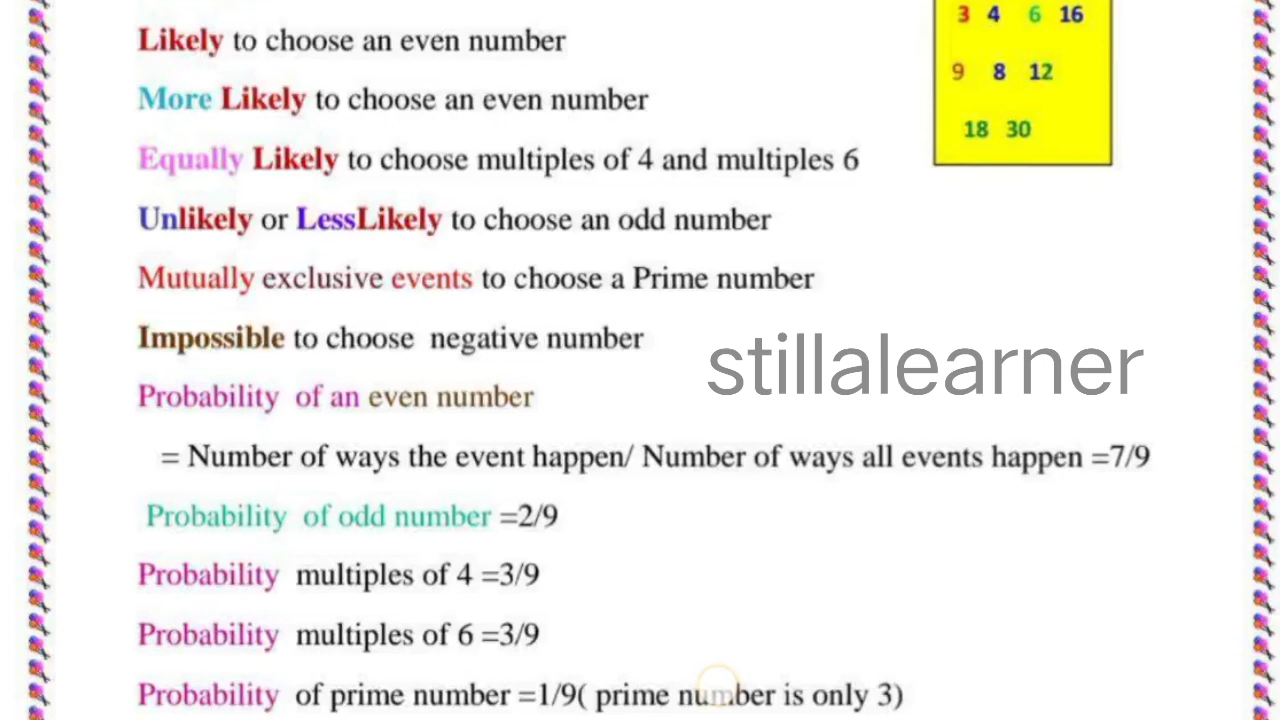 3 4 6 16
Likely to choose an even number
9 8 12
More Likely to choose an even number
18 30
Equally Likely to choose multiples of 4 and multiples 6
Unlikely or LessLikely to choose an odd number
Mutually exclusive events to choose a Prime number
Impossible to choose negative number
stillalearner
Probability of an even number
= Number of ways the event happen/ Number of ways all events happen =7/9
Probability of odd number =2/9
Probability multiples of 4 =3/9
Probability multiples of 6 =3/9
Probability of prime number =1/9( prime number is only 3)